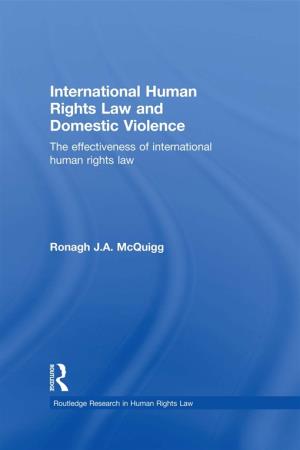 International Human
Rights Law and
Domestic Violence
The effectiveness of international
human rights law
Ronagh J.A. McQuigg
Routledge
Routledge Research in Human Rights Law